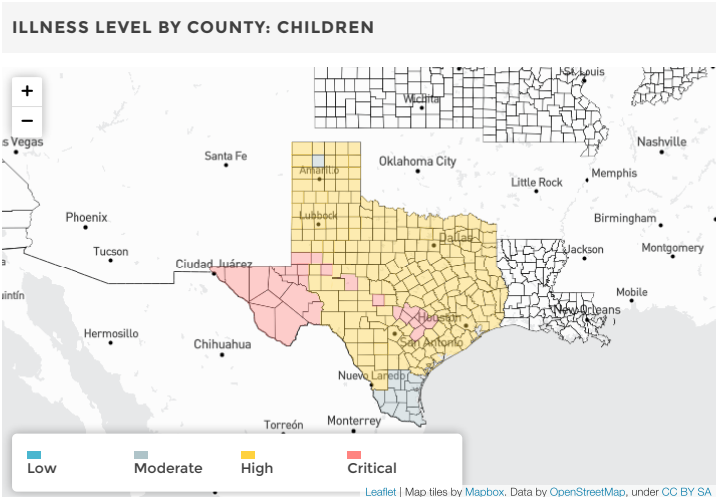 ILLNESS LEVEL BY COUNTY: CHILDREN
+
−
St. Louis
Wichita
s Vegas
Santa Fe
Oklahoma City
Nashville
Amarillo
Memphis
Little Rock
Phoenix
Lubbock
Birmingham
Dallas
Tucson
Jackson
Montgomery
Ciudad Juárez
uintín
Mobile
New Orleans
Hermosillo
Houston
Chihuahua
San Antonio
Nuevo Laredo
Torreón
Monterrey
Low
Moderate
High
Critical
Leaflet | Map tiles by Mapbox. Data by OpenStreetMap, under CC BY SA